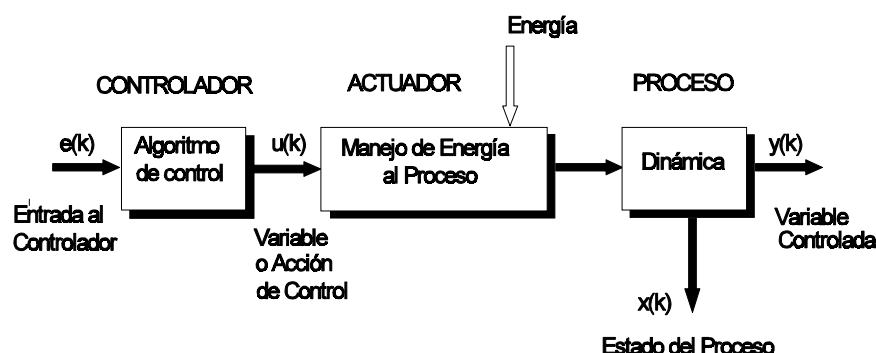 Energía
CONTROLADOR
ACTUADOR
PROCESO
e(k)
Algoritmo
de control
u(k)
Manejo de Energía
al Proceso
Dinámica
y(k)
Entrada al
Controlador
Variable
o Acción
de Control
Variable
Controlada
x(k)
Estado del Proceso